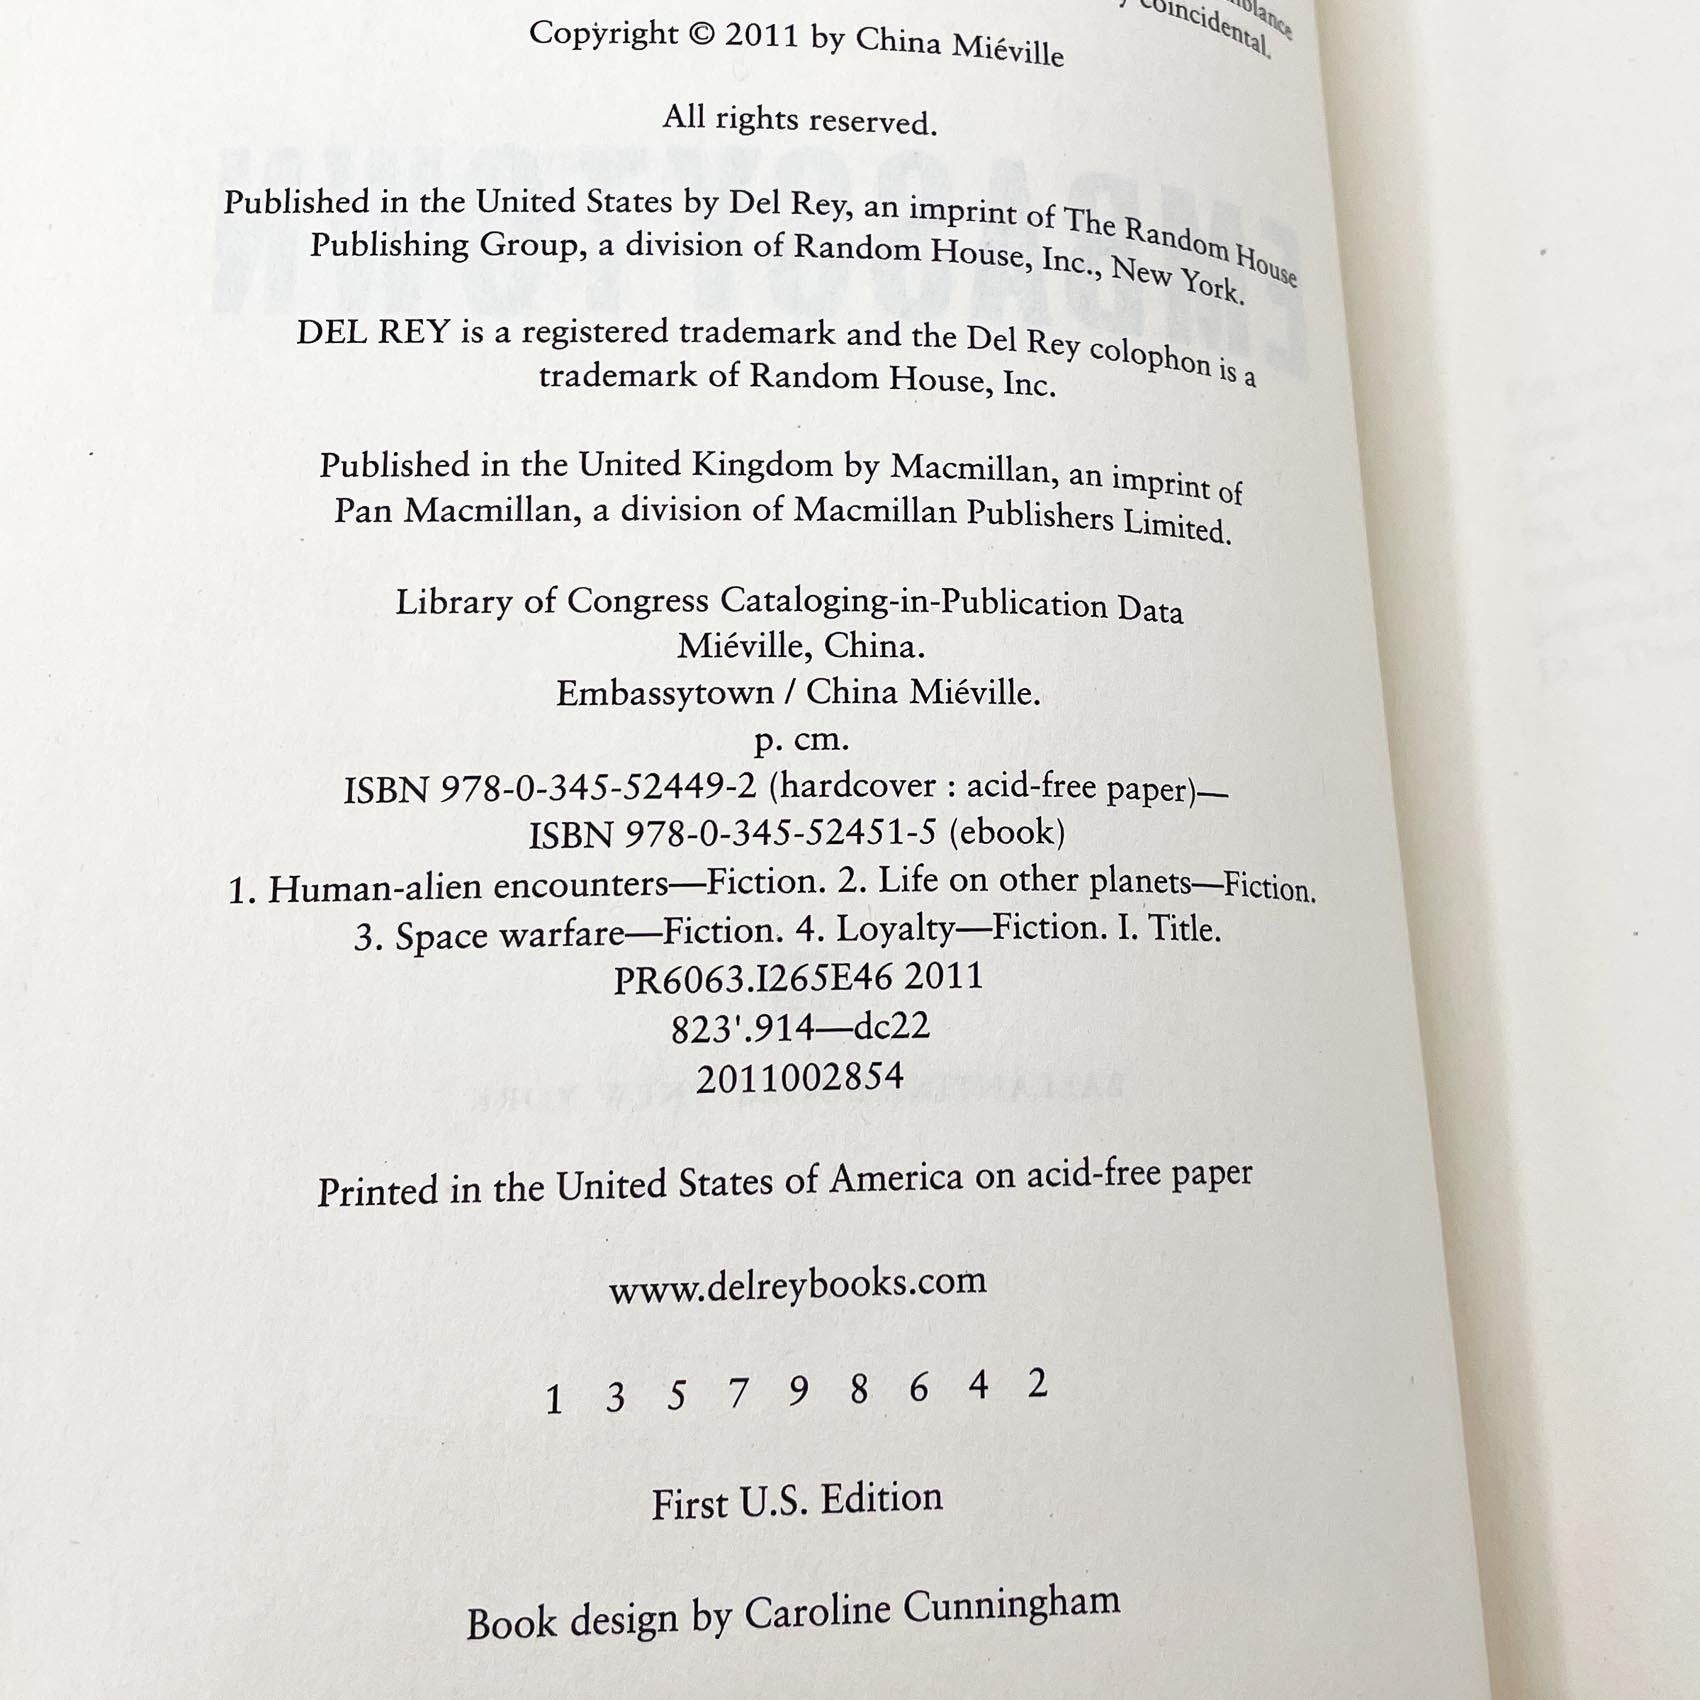 coincidental.
Copyright © 2011 by China Miéville
All rights reserved.
Published in the United States by Del Rey, an imprint of The Random House
Publishing Group, a division of Random House, Inc., New York.
DEL REY is a registered trademark and the Del Rey colophon is a
trademark of Random House, Inc.
Published in the United Kingdom by Macmillan, an imprint of
Pan Macmillan, a division of Macmillan Publishers Limited.
Library of Congress Cataloging-in-Publication Data
Miéville, China.
Embassytown / China Miéville.
p. cm.
ISBN 978-0-345-52449-2 (hardcover : acid-free paper)—
ISBN 978-0-345-52451-5 (ebook)
1. Human-alien encounters—Fiction. 2. Life on other planets—Fiction.
3. Space warfare—Fiction. 4. Loyalty—Fiction. I. Title.
PR6063.I265E46 2011
823'.914—dc22
2011002854
Printed in the United States of America on acid-free paper
www.delreybooks.com
1 3 5 7 9 8 6 4 2
First U.S. Edition
Book design by Caroline Cunningham